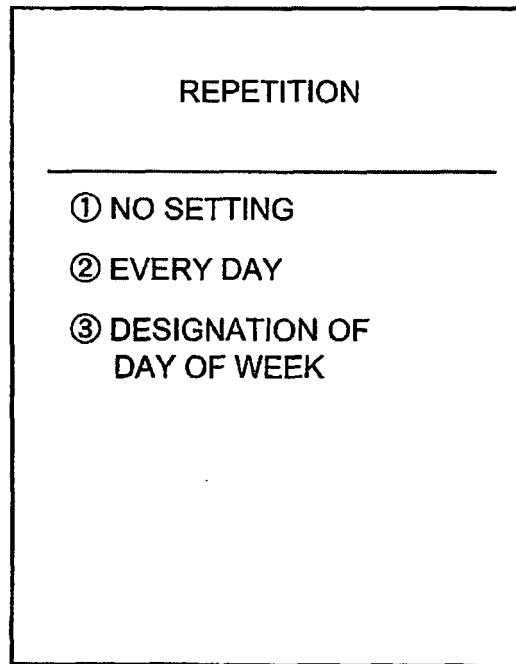 REPETITION
① NO SETTING
② EVERY DAY
③ DESIGNATION OF
DAY OF WEEK